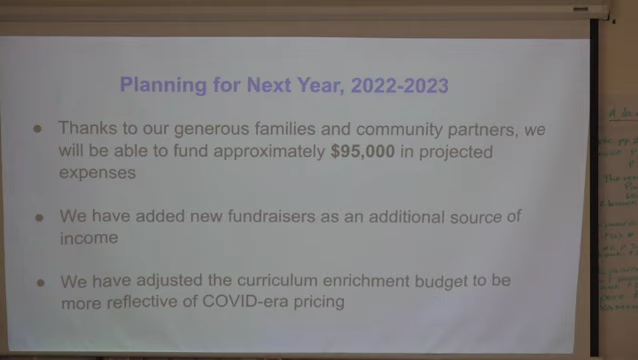 Planning for Next Year, 2022-2023
● Thanks to our generous families and community partners, we
will be able to fund approximately $95,000 in projected
expenses
● We have added new fundraisers as an additional source of
income
● We have adjusted the curriculum enrichment budget to be
more reflective of COVID-era pricing